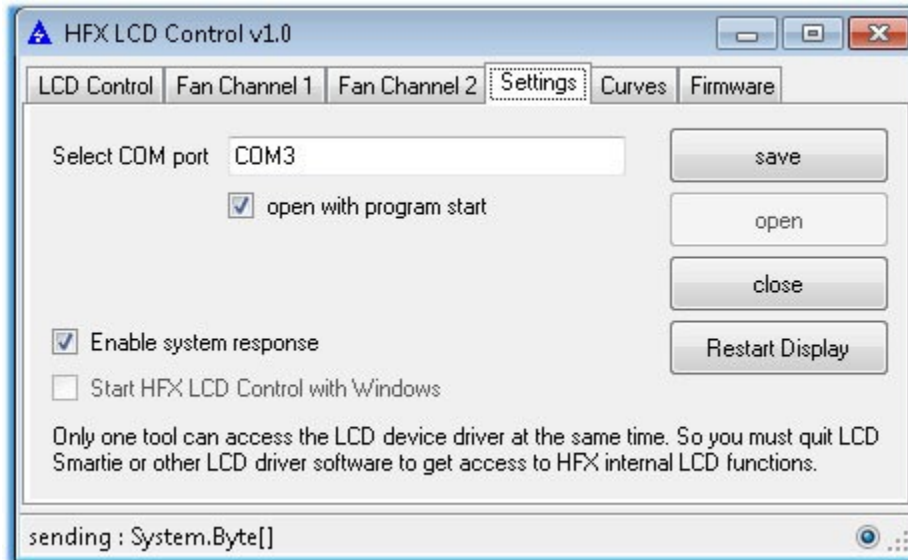 HFX LCD Control v1.0
LCD Control Fan Channel 1 Fan Channel 2 Settings Curves Firmware
Select COM port COM3 save
open with program start
open
close
Enable system response
Restart Display
Start HFX LCD Control with Windows
Only one tool can access the LCD device driver at the same time. So you must quit LCD
Smartie or other LCD driver software to get access to HFX internal LCD functions.
sending : System.Byte[]